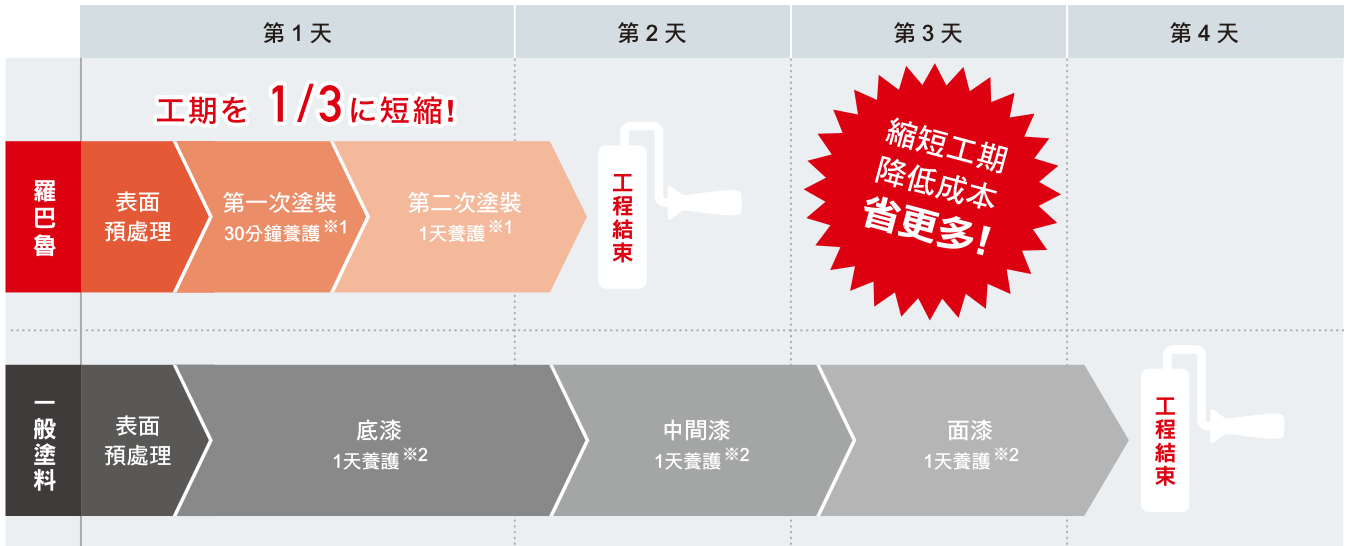 第1天
第2天
第3天
第4天
工期を 1/3に短縮!
羅巴魯
表面
預處理
第一次塗裝
30分鐘養護※1
第二次塗裝
1天養護※1
工程結束
縮短工期
降低成本
省更多!
一般塗料
表面
預處理
底漆
1天養護※2
中間漆
1天養護※2
面漆
1天養護※2
工程結束